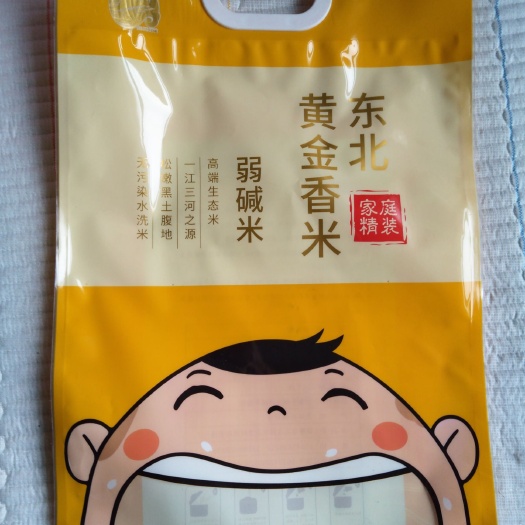 东北
黄金香米
家庭
精装
弱碱米
高端生态米
一江三河之源
松嫩黑土腹地
无污染水洗米